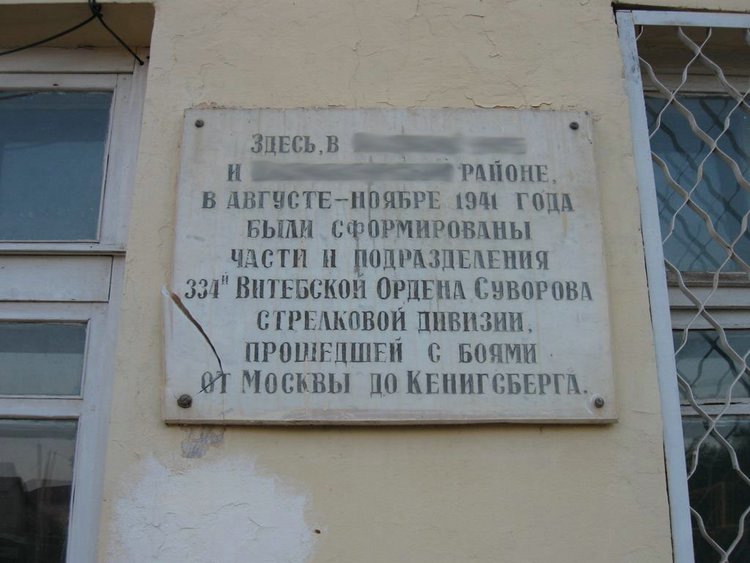 Здесь, в
и районе,
в августе-ноябре 1941 года
были сформированы
части и подразделения
334й Витебской Ордена Суворова
стрелковой дивизии,
прошедшей с боями
от Москвы до Кенигсберга.